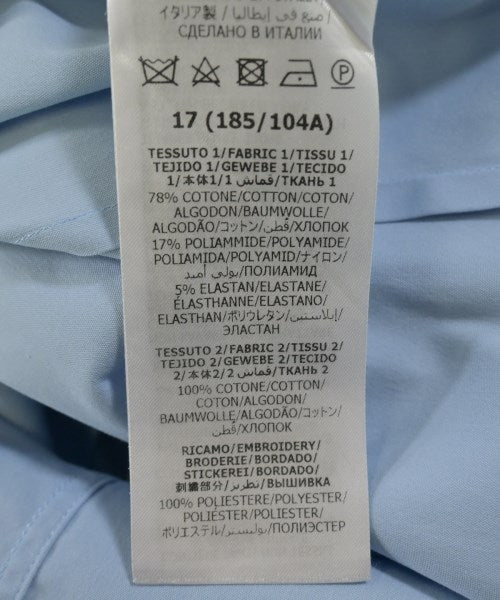 イタリア製 / صنع في إيطاليا /
СДЕЛАНО В ИТАЛИИ
17 (185/104A)
TESSUTO 1/FABRIC 1/TISSU 1/
TEJIDO 1/GEWEBE 1/TECIDO
1/本体1/قماش 1/ТКАНЬ 1
78% COTONE/COTTON/COTON/
ALGODON/BAUMWOLLE/
ALGODÃO/コットン/قطن/ХЛОПОК
17% POLIAMMIDE/POLYAMIDE/
POLIAMIDA/POLYAMID/ナイロン/
بولي أميد/ПОЛИАМИД
5% ELASTAN/ELASTANE/
ÉLASTHANNE/ELASTANO/
ELASTHAN/ポリウレタン/إيلاستين/
ЭЛАСТАН
TESSUTO 2/FABRIC 2/TISSU 2/
TEJIDO 2/GEWEBE 2/TECIDO
2/本体2/قماش 2/ТКАНЬ 2
100% COTONE/COTTON/
COTON/ALGODON/
BAUMWOLLE/ALGODÃO/コットン/
قطن/ХЛОПОК
RICAMO/EMBROIDERY/
BRODERIE/BORDADO/
STICKEREI/BORDADO/
刺繍部分/تطريز/ВЫШИВКА
100% POLIESTERE/POLYESTER/
POLIÉSTER/POLIESTER/
ポリエステル/بوليستير/ПОЛИЭСТЕР